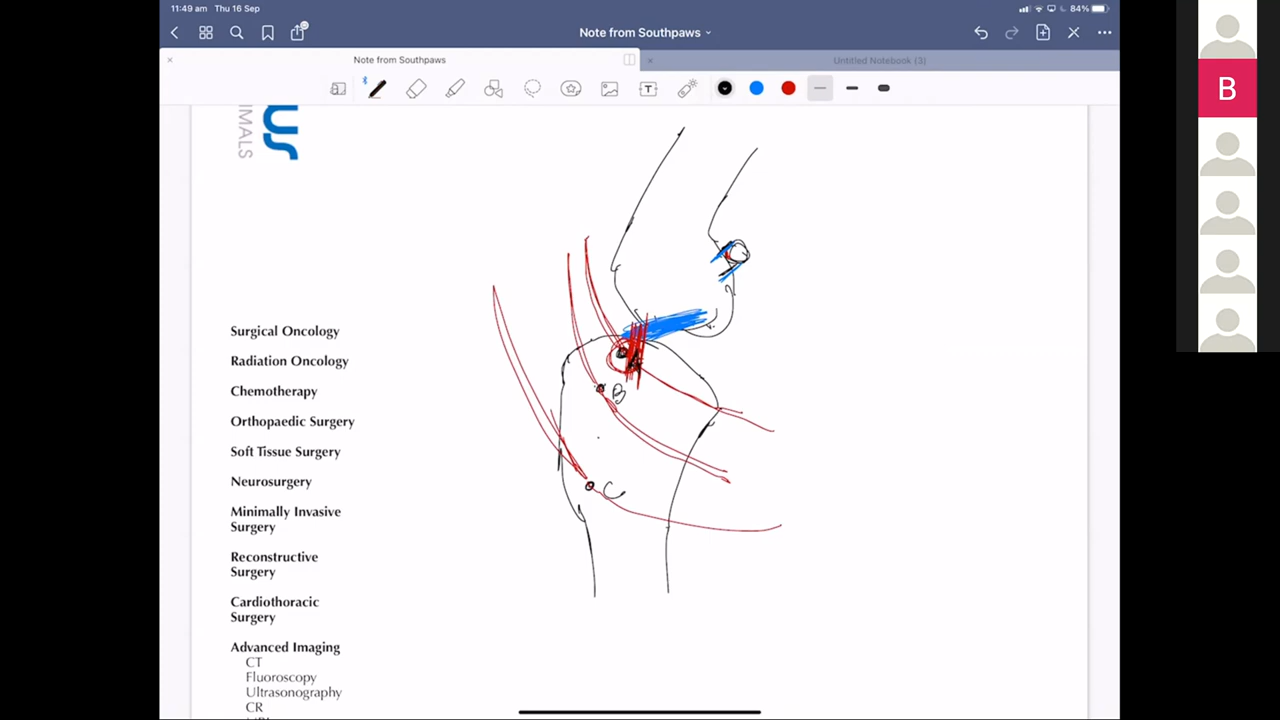 11:49 am Thu 16 Sep
84%
Note from Southpaws
Note from Southpaws
Untitled Notebook (3)
T
IMALS
B
Surgical Oncology
Radiation Oncology
Chemotherapy
Orthopaedic Surgery
Soft Tissue Surgery
Neurosurgery
Minimally Invasive
Surgery
Reconstructive
Surgery
Cardiothoracic
Surgery
Advanced Imaging
CT
Fluoroscopy
Ultrasonography
CR
B
C